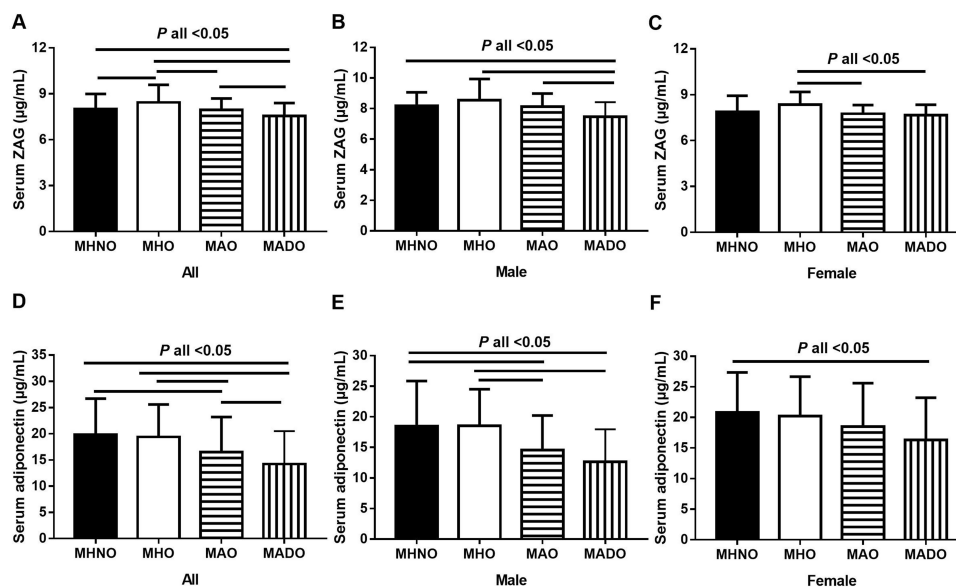 A
P all <0.05
Serum ZAG (µg/mL)
12
9
6
3
0
MHNO MHO MAO MADO
All
B
P all <0.05
Serum ZAG (µg/mL)
12
10
8
6
4
2
0
MHNO MHO MAO MADO
Male
C
P all <0.05
Serum ZAG (µg/mL)
12
9
6
3
0
MHNO MHO MAO MADO
Female
D
P all <0.05
Serum adiponectin (µg/mL)
35
30
25
20
15
10
5
0
MHNO MHO MAO MADO
All
E
P all <0.05
Serum adiponectin (µg/mL)
30
25
20
15
10
5
0
MHNO MHO MAO MADO
Male
F
P all <0.05
Serum adiponectin (µg/mL)
30
25
20
15
10
5
0
MHNO MHO MAO MADO
Female